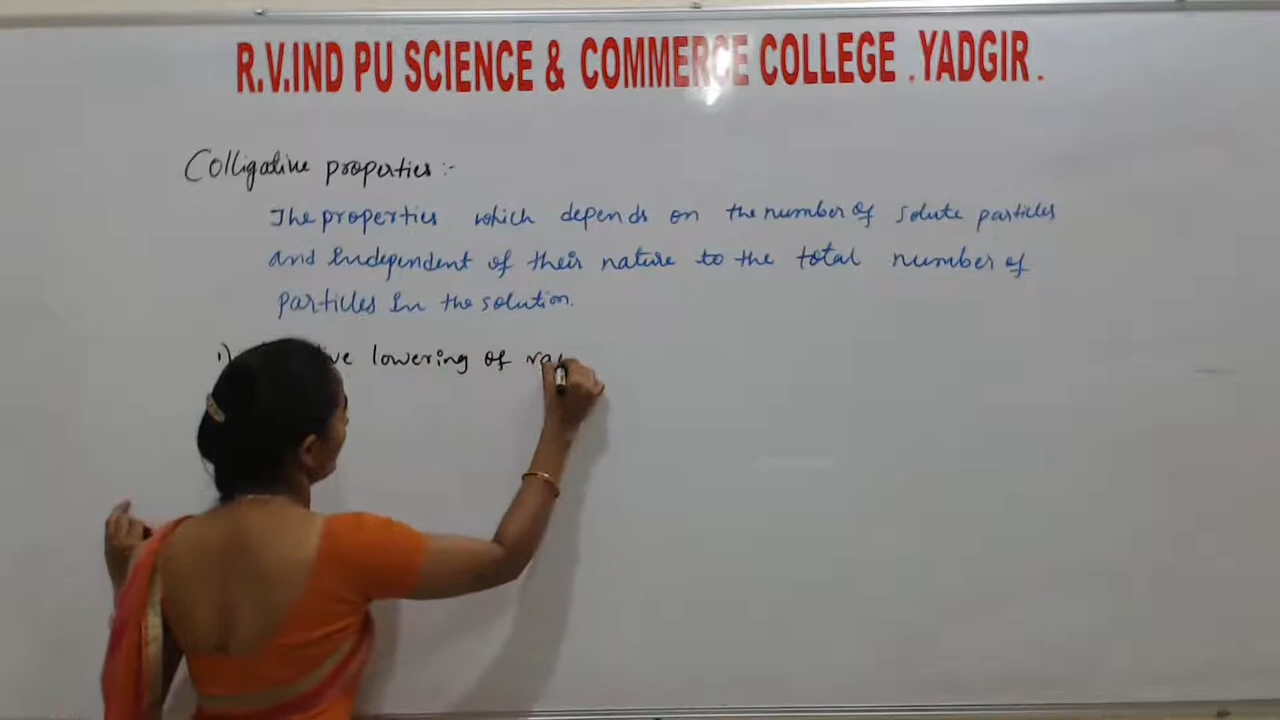 R.V.IND PU SCIENCE & COMMERCE COLLEGE . YADGIR .
Colligative properties :-
The properties which depends on the number of solute particles
and Independent of their nature to the total number of
particles In the solution.
1) lowering of